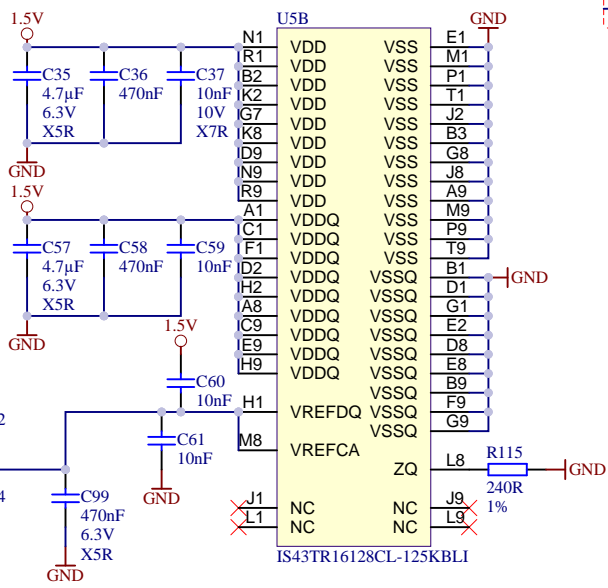 1.5V
C35
4.7µF
6.3V
X5R
C36
470nF
C37
10nF
10V
X7R
GND
1.5V
C57
4.7µF
6.3V
X5R
C58
470nF
C59
10nF
GND
1.5V
C60
10nF
C61
10nF
GND
2
4
C99
470nF
6.3V
X5R
GND
U5B
N1 VDD
R1 VDD
B2 VDD
K2 VDD
G7 VDD
K8 VDD
D9 VDD
N9 VDD
R9 VDD
A1 VDDQ
C1 VDDQ
F1 VDDQ
D2 VDDQ
H2 VDDQ
A8 VDDQ
C9 VDDQ
E9 VDDQ
H9 VDDQ
H1 VREFDQ
M8 VREFCA
J1 NC
L1 NC
GND
VSS E1
VSS M1
VSS P1
VSS T1
VSS J2
VSS B3
VSS G8
VSS J8
VSS A9
VSS M9
VSS P9
VSS T9
VSSQ B1 GND
VSSQ D1
VSSQ G1
VSSQ E2
VSSQ D8
VSSQ E8
VSSQ B9
VSSQ F9
VSSQ G9
ZQ L8
R115
240R
1%
GND
NC J9
NC L9
IS43TR16128CL-125KBLI